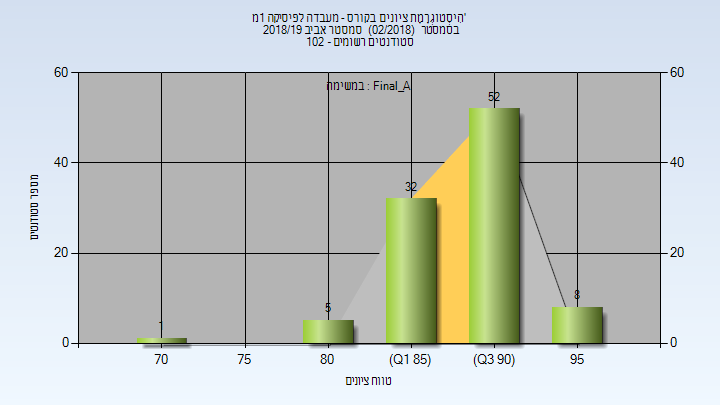 היסטוגרמת ציונים בקורס - מעבדה לפיסיקה 1מ'
בסמסטר (02/2018) סמסטר אביב 2018/19
סטודנטים רשומים - 102
במשימה : Final_A
60
40
20
0
60
40
20
0
1
5
32
52
8
מספר סטודנטים
70
75
80
(Q1 85)
(Q3 90)
95
טווח ציונים